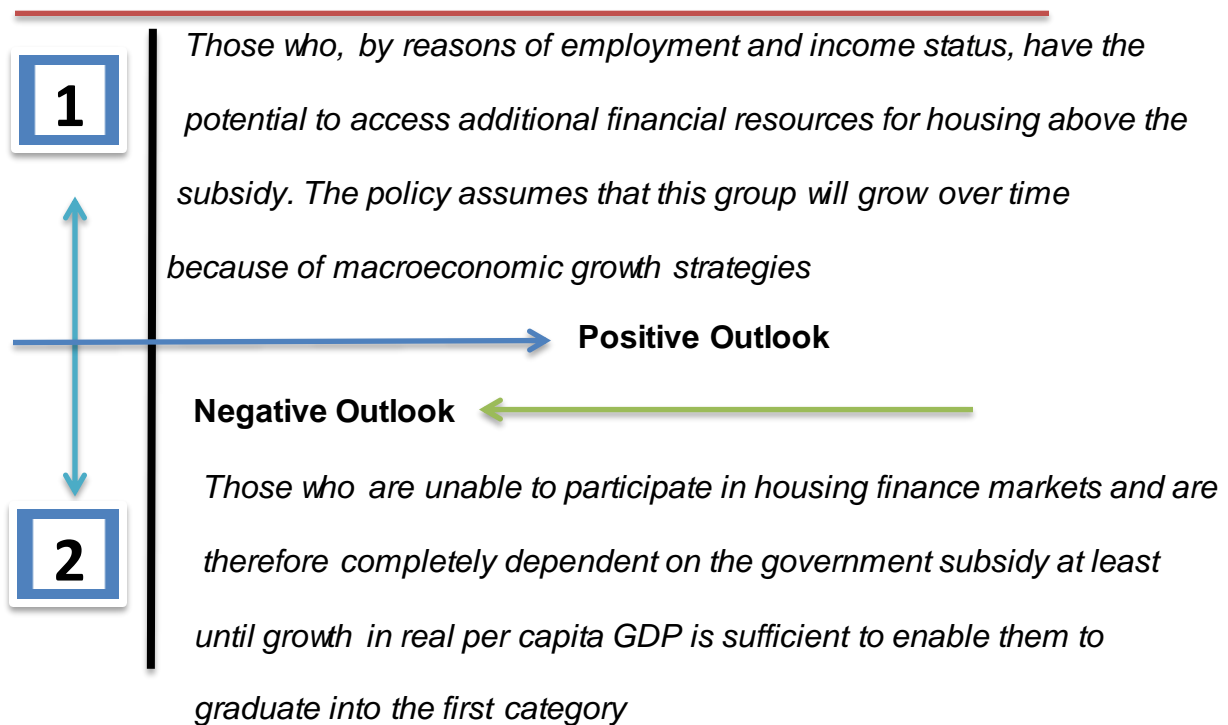 1
Those who, by reasons of employment and income status, have the
potential to access additional financial resources for housing above the
subsidy. The policy assumes that this group will grow over time
because of macroeconomic growth strategies
Positive Outlook
Negative Outlook
2
Those who are unable to participate in housing finance markets and are
therefore completely dependent on the government subsidy at least
until growth in real per capita GDP is sufficient to enable them to
graduate into the first category